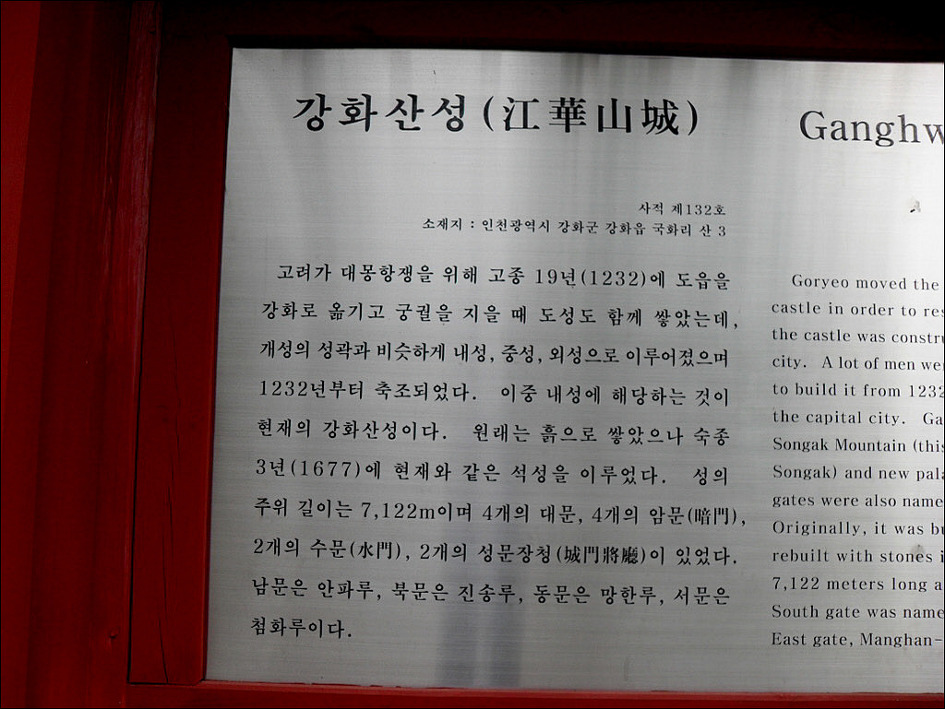 강화산성(江華山城)
사적 제132호
소재지 : 인천광역시 강화군 강화읍 국화리 산 3
고려가 대몽항쟁을 위해 고종 19년(1232)에 도읍을
강화로 옮기고 궁궐을 지을 때 도성도 함께 쌓았는데,
개성의 성곽과 비슷하게 내성, 중성, 외성으로 이루어졌으며
1232년부터 축조되었다. 이중 내성에 해당하는 것이
현재의 강화산성이다. 원래는 흙으로 쌓았으나 숙종
3년(1677)에 현재와 같은 석성을 이루었다. 성의
주위 길이는 7,122m이며 4개의 대문, 4개의 암문(暗門),
2개의 수문(水門), 2개의 성문장청(城門將廳)이 있었다.
남문은 안파루, 북문은 진송루, 동문은 망한루, 서문은
첨화루이다.
Ganghw
Goryeo moved the
castle in order to res
the castle was constru
city. A lot of men wer
to build it from 1232
the capital city. Ga
Songak Mountain (this
Songak) and new pala
gates were also name
Originally, it was bu
rebuilt with stones i
7,122 meters long a
South gate was name
East gate, Manghan-